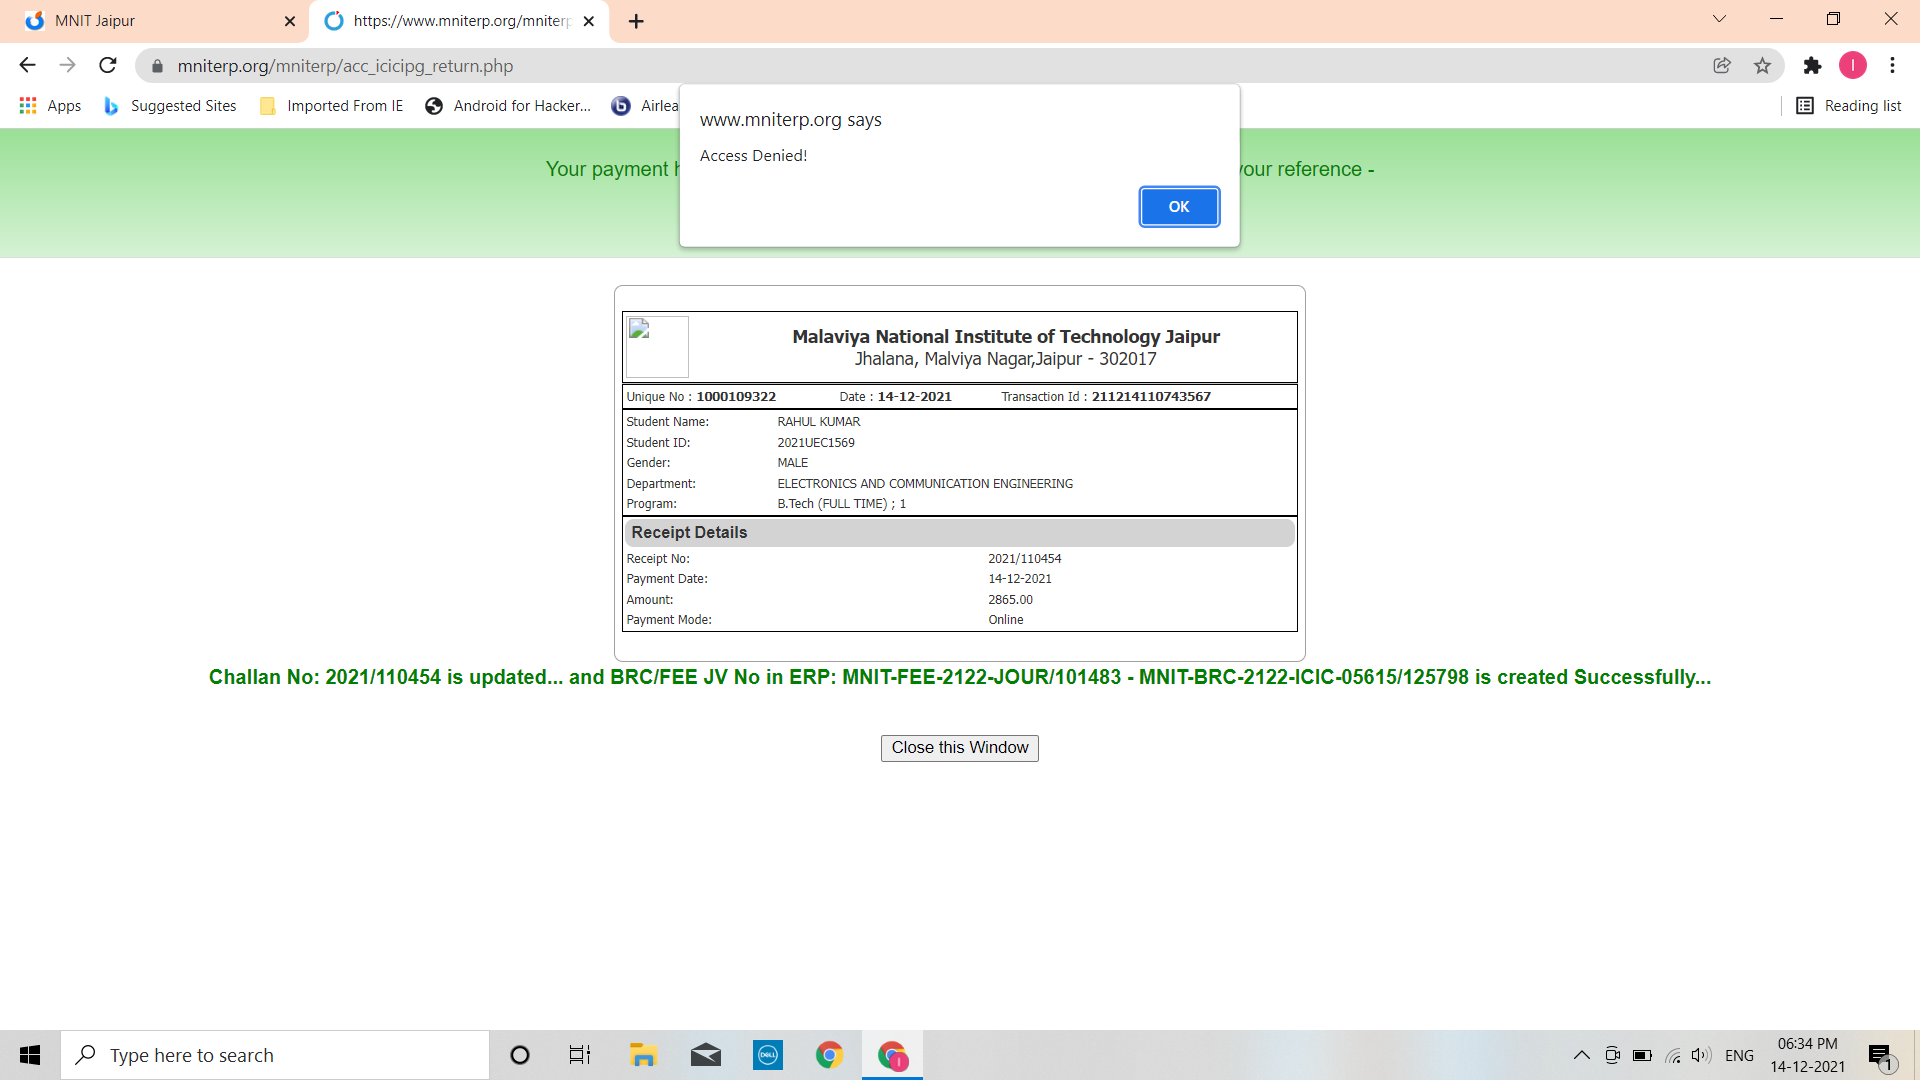 MNIT Jaipur
https://www.mniterp.org/mniterp
mniterp.org/mniterp/acc_icicipg_return.php
Apps
Suggested Sites
Imported From IE
Android for Hacker...
Airlea
Reading list
www.mniterp.org says
Access Denied!
OK
Your payment
our reference -
Malaviya National Institute of Technology Jaipur
Jhalana, Malviya Nagar,Jaipur - 302017
Unique No : 1000109322 Date : 14-12-2021 Transaction Id : 211214110743567
Student Name: RAHUL KUMAR
Student ID: 2021UEC1569
Gender: MALE
Department: ELECTRONICS AND COMMUNICATION ENGINEERING
Program: B.Tech (FULL TIME) ; 1
Receipt Details
Receipt No: 2021/110454
Payment Date: 14-12-2021
Amount: 2865.00
Payment Mode: Online
Challan No: 2021/110454 is updated... and BRC/FEE JV No in ERP: MNIT-FEE-2122-JOUR/101483 - MNIT-BRC-2122-ICIC-05615/125798 is created Successfully...
Close this Window
Type here to search
DELL
ENG
06:34 PM
14-12-2021
1